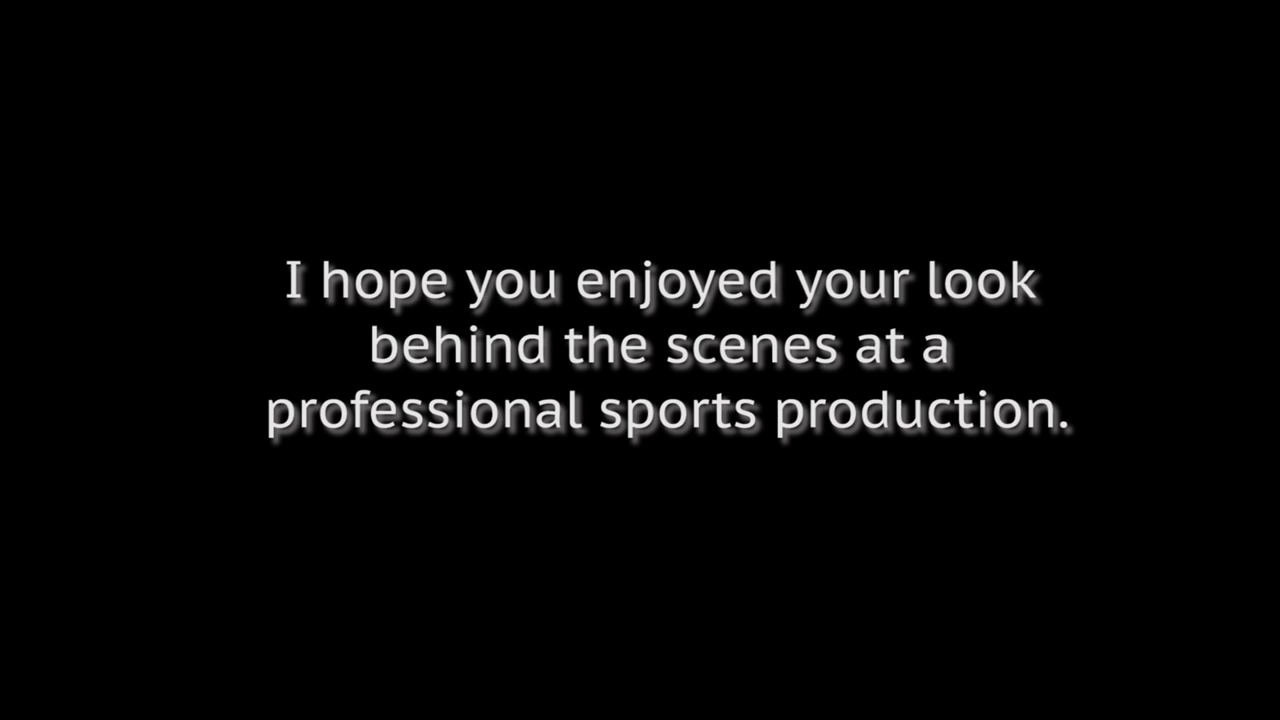 I hope you enjoyed your look
behind the scenes at a
professional sports production.